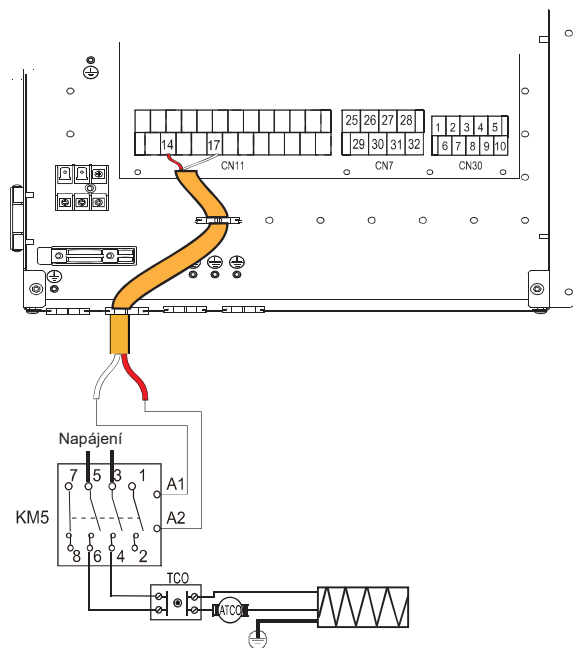 25 26 27 28
1 2 3 4 5
14 17
29 30 31 32
6 7 8 9 10
CN11
CN7
CN30
Napájení
7 5 3 1
A1
KM5
A2
8 6 4 2
TCO
ATCO